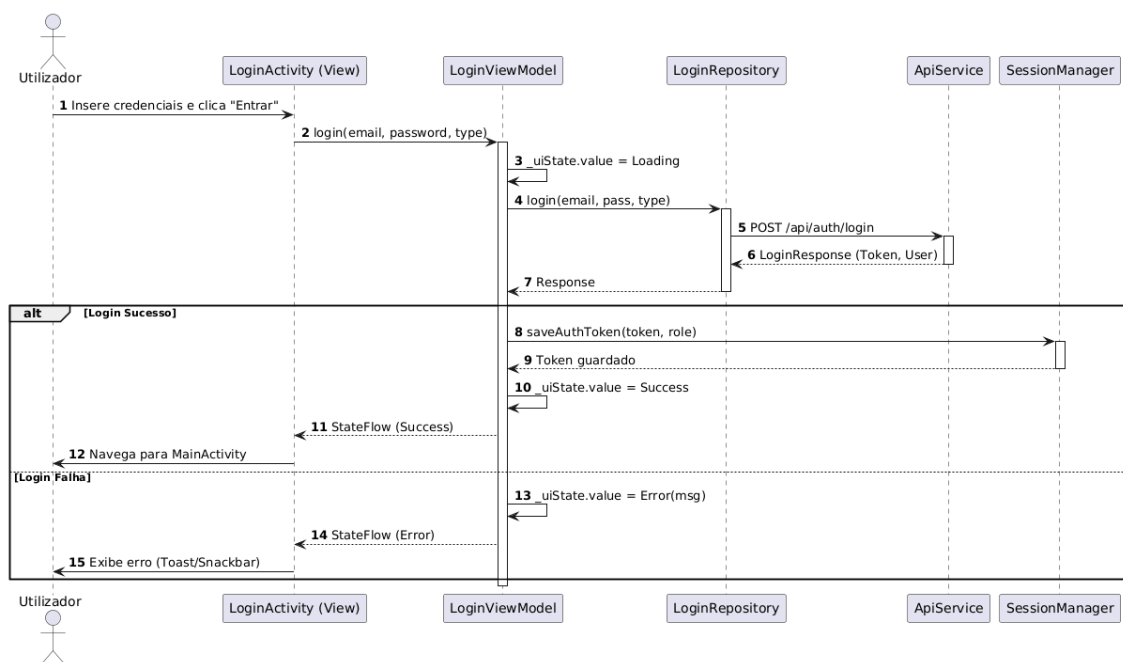 Utilizador
LoginActivity (View)
LoginViewModel
LoginRepository
ApiService
SessionManager
1 Insere credenciais e clica "Entrar"
2 login(email, password, type)
3 _uiState.value = Loading
4 login(email, pass, type)
5 POST /api/auth/login
6 LoginResponse (Token, User)
7 Response
alt [Login Sucesso]
8 saveAuthToken(token, role)
9 Token guardado
10 _uiState.value = Success
11 StateFlow (Success)
12 Navega para MainActivity
[Login Falha]
13 _uiState.value = Error(msg)
14 StateFlow (Error)
15 Exibe erro (Toast/Snackbar)
Utilizador
LoginActivity (View)
LoginViewModel
LoginRepository
ApiService
SessionManager